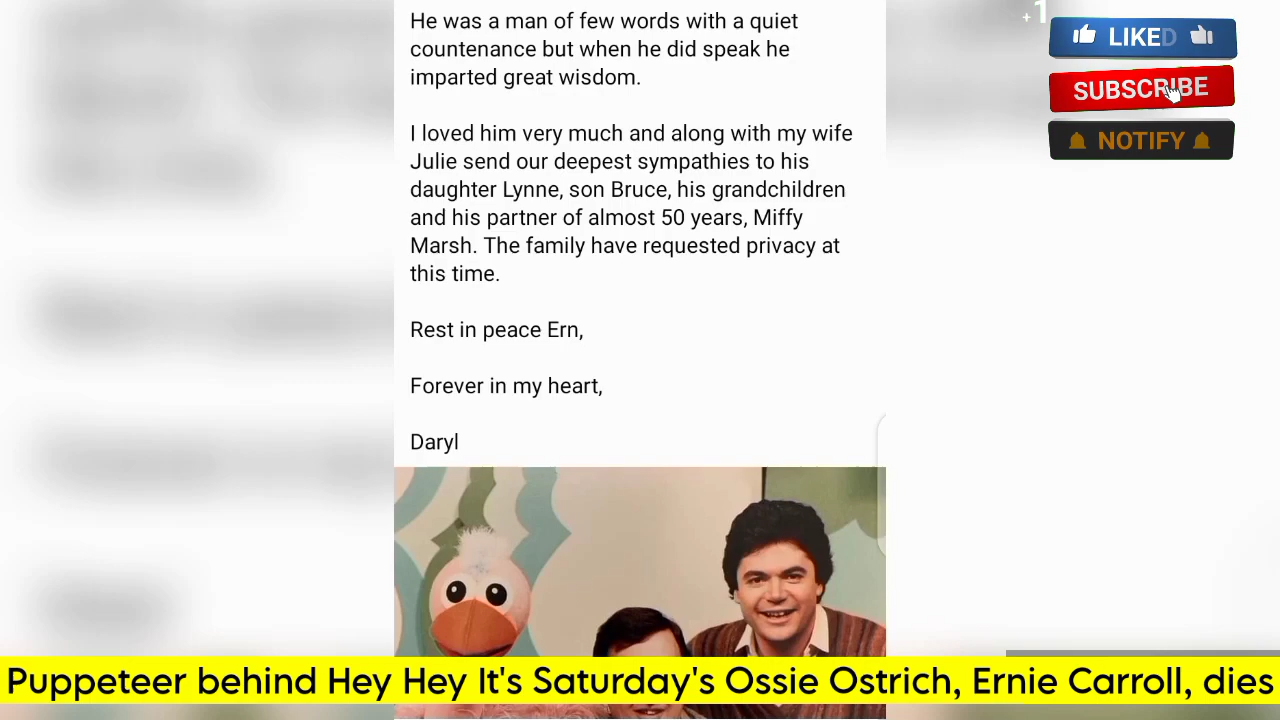 He was a man of few words with a quiet
countenance but when he did speak he
imparted great wisdom.
I loved him very much and along with my wife
Julie send our deepest sympathies to his
daughter Lynne, son Bruce, his grandchildren
and his partner of almost 50 years, Miffy
Marsh. The family have requested privacy at
this time.
Rest in peace Ern,
Forever in my heart,
Daryl
+1
LIKED
SUBSCRIBE
NOTIFY
Puppeteer behind Hey Hey It's Saturday's Ossie Ostrich, Ernie Carroll, dies